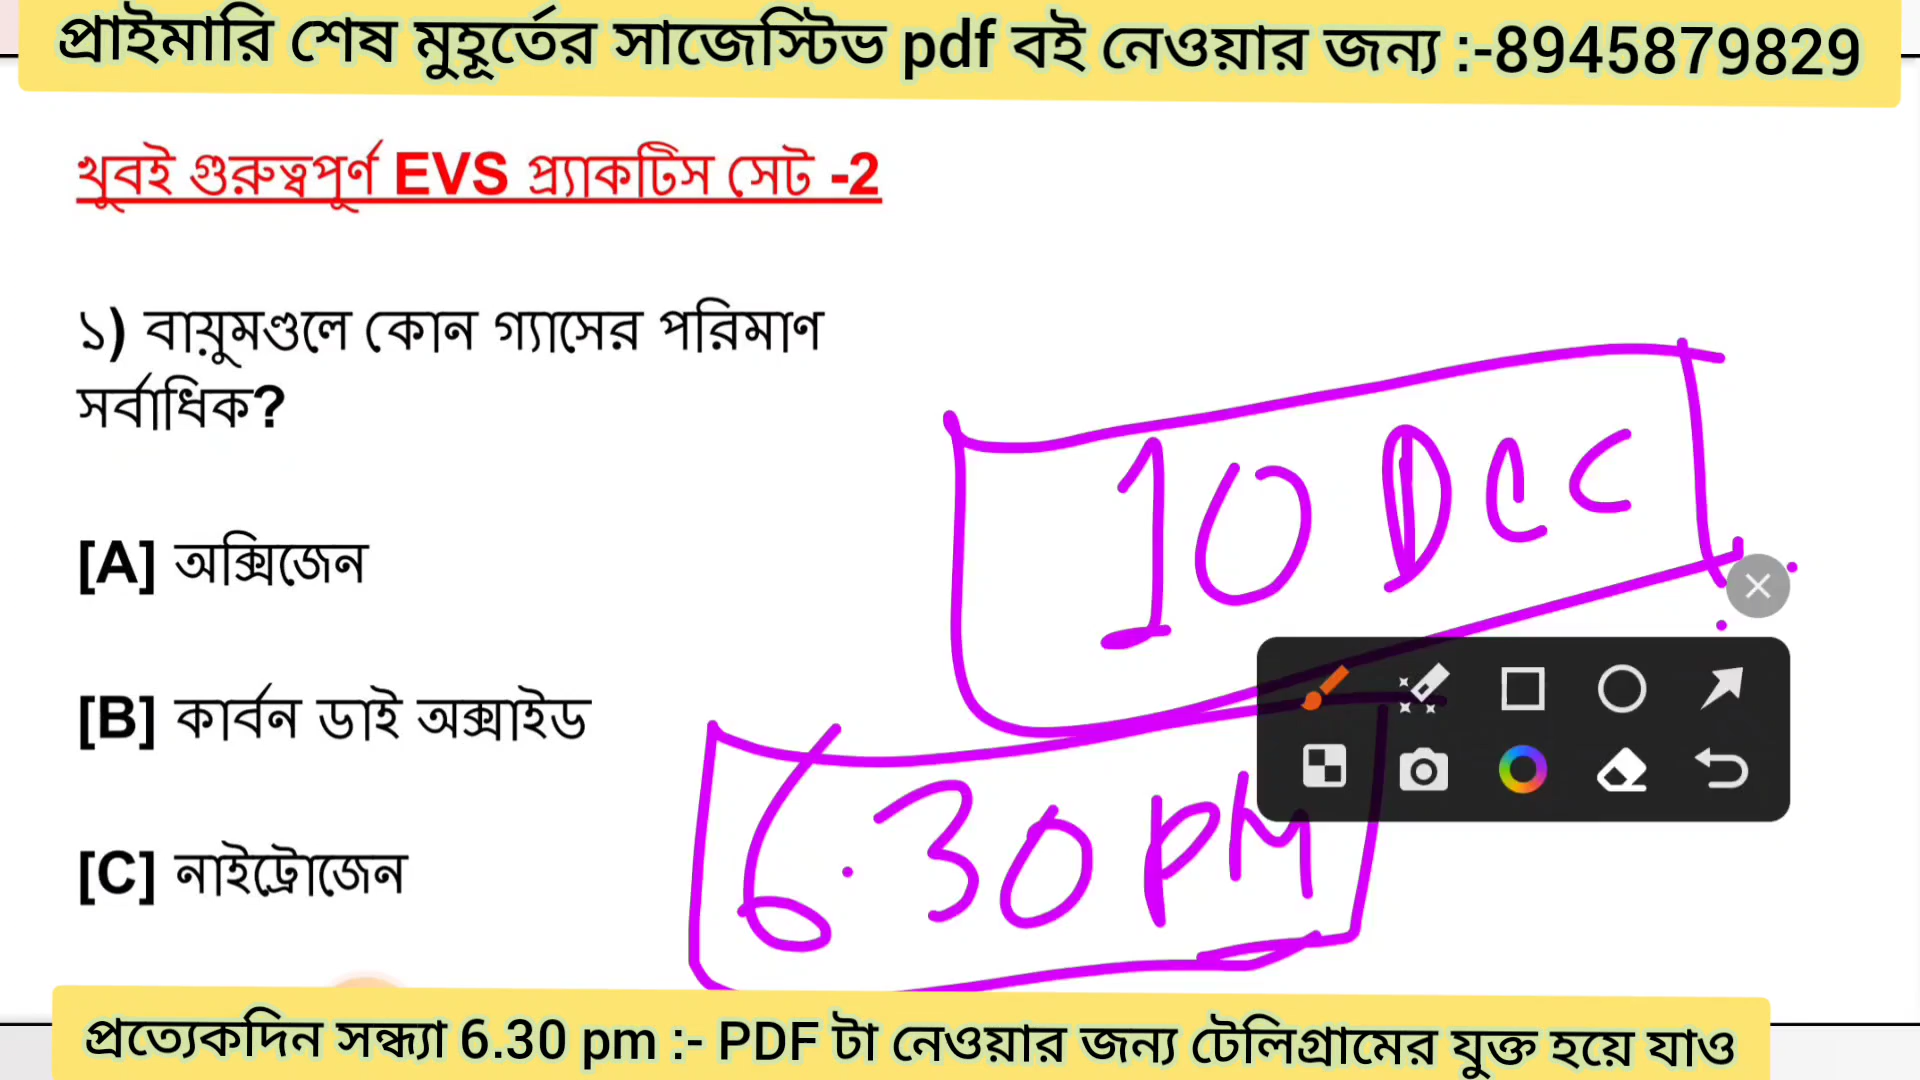 প্রাইমারি শেষ মুহূর্তের সাজেস্টিভ pdf বই নেওয়ার জন্য :-8945879829
খুবই গুরুত্বপূর্ণ EVS প্র্যাকটিস সেট -2
১) বায়ুমণ্ডলে কোন গ্যাসের পরিমাণ
সর্বাধিক?
10 DEC
[A] অক্সিজেন
[B] কার্বন ডাই অক্সাইড
6.30 PM
[C] নাইট্রোজেন
প্রত্যেকদিন সন্ধ্যা 6.30 pm :- PDF টা নেওয়ার জন্য টেলিগ্রামের যুক্ত হয়ে যাও